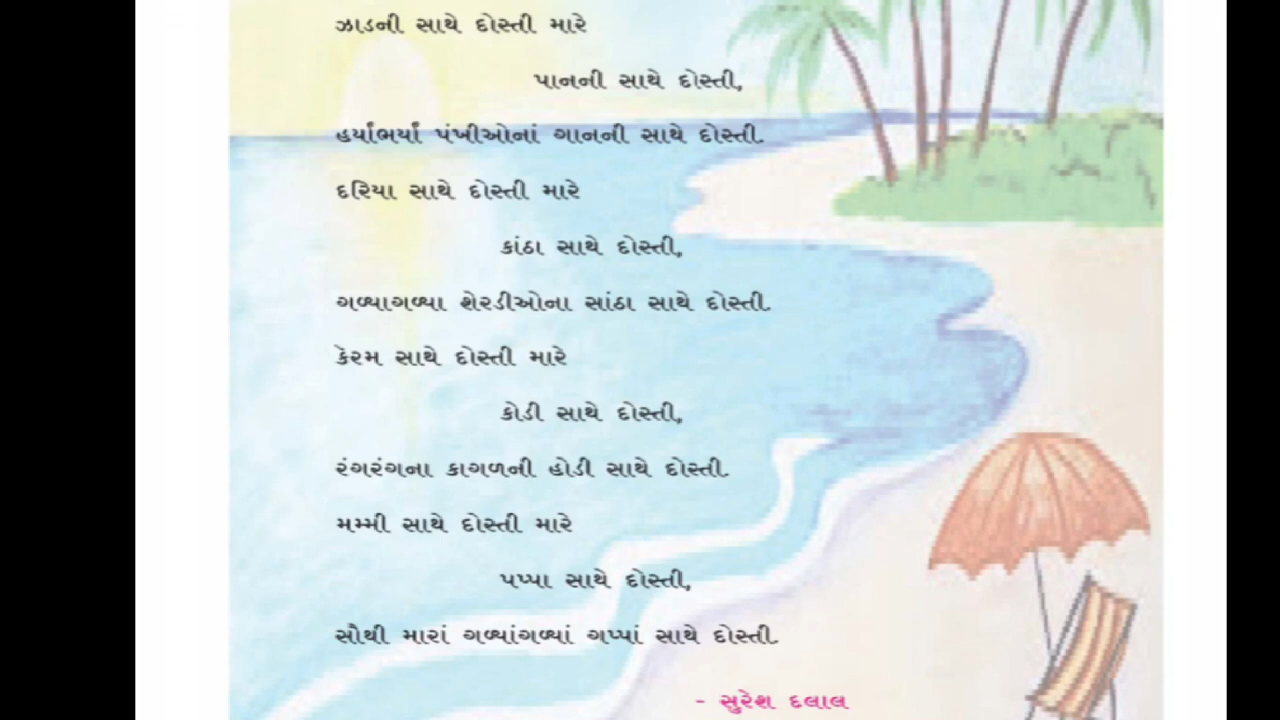 ઝાડની સાથે દોસ્તી મારે
પાનની સાથે દોસ્તી,
હર્યાંભર્યાં પંખીઓનાં ગાનની સાથે દોસ્તી.
દરિયા સાથે દોસ્તી મારે
કાંઠા સાથે દોસ્તી,
ગળ્યાગળ્યા શેરડીઓના સાંઠા સાથે દોસ્તી.
કેરમ સાથે દોસ્તી મારે
કોડી સાથે દોસ્તી,
રંગરંગના કાગળની હોડી સાથે દોસ્તી.
મમ્મી સાથે દોસ્તી મારે
પપ્પા સાથે દોસ્તી,
સૌથી મારાં ગળ્યાંગળ્યાં ગપ્પાં સાથે દોસ્તી.
- સુરેશ દલાલ